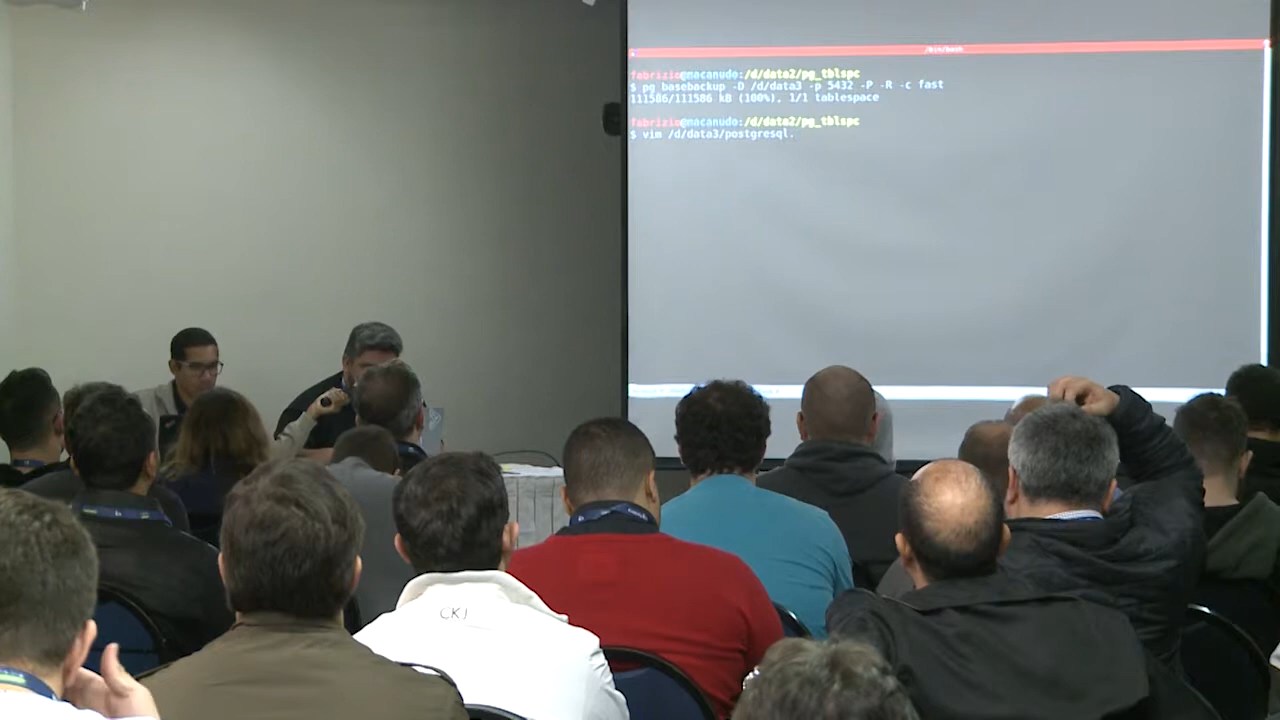 /bin/bash
fabrizio@macanudo:/d/data2/pg_tblspc
$ pg_basebackup -D /d/data3 -p 5432 -P -R -c fast
111586/111586 kB (100%), 1/1 tablespace
fabrizio@macanudo:/d/data2/pg_tblspc
$ vim /d/data3/postgresql.
CKJ